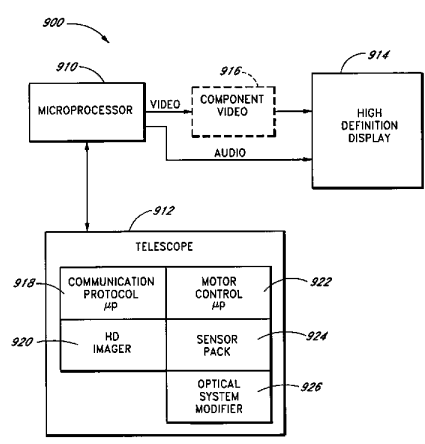 900
910
MICROPROCESSOR
VIDEO
916
COMPONENT
VIDEO
914
HIGH
DEFINITION
DISPLAY
AUDIO
912
TELESCOPE
918
COMMUNICATION
PROTOCOL
μp
MOTOR
CONTROL
μp
922
920
HD
IMAGER
SENSOR
PACK
924
OPTICAL
SYSTEM
MODIFIER
926